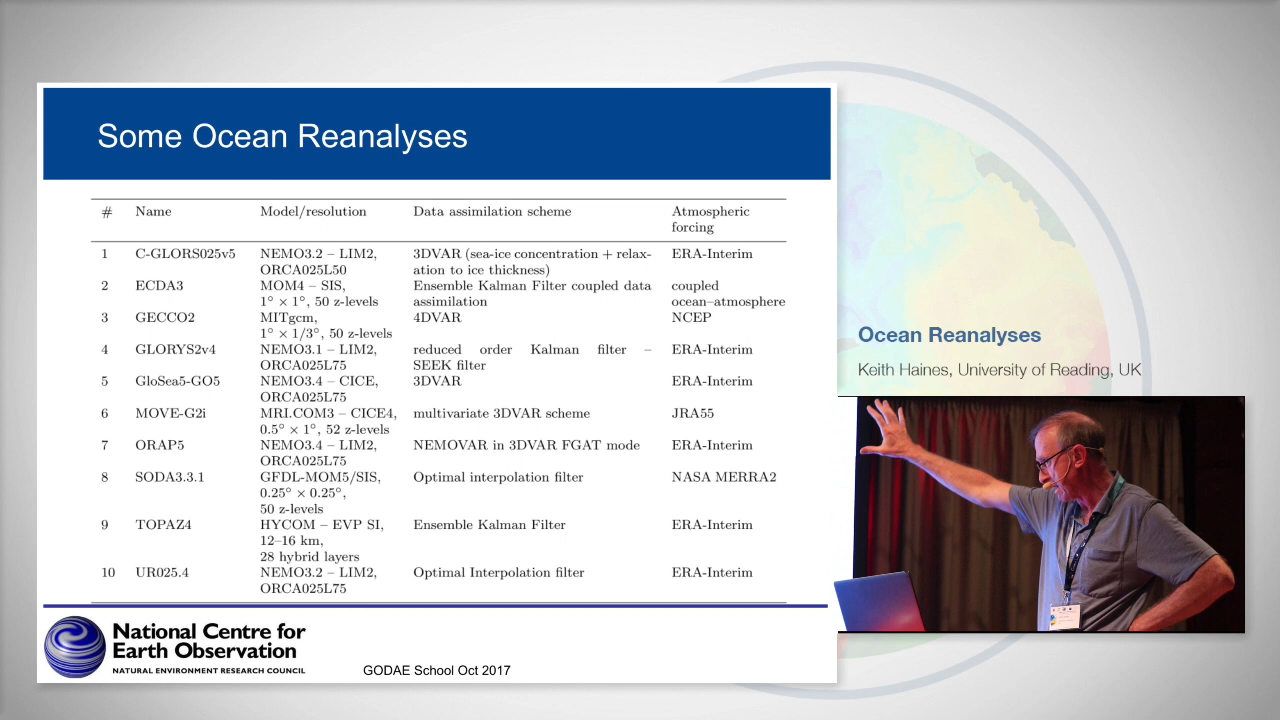 Some Ocean Reanalyses
# Name Model/resolution Data assimilation scheme Atmospheric
forcing
1 C-GLORS025v5 NEMO3.2 – LIM2, 3DVAR (sea-ice concentration + relax- ERA-Interim
ORCA025L50 ation to ice thickness)
2 ECDA3 MOM4 – SIS, Ensemble Kalman Filter coupled data coupled
1° × 1°, 50 z-levels assimilation ocean–atmosphere
3 GECCO2 MITgcm, 4DVAR NCEP
1° × 1/3°, 50 z-levels
4 GLORYS2v4 NEMO3.1 – LIM2, reduced order Kalman filter – ERA-Interim
ORCA025L75 SEEK filter
5 GloSea5-GO5 NEMO3.4 – CICE, 3DVAR ERA-Interim
ORCA025L75
6 MOVE-G2i MRI.COM3 – CICE4, multivariate 3DVAR scheme JRA55
0.5° × 1°, 52 z-levels
7 ORAP5 NEMO3.4 – LIM2, NEMOVAR in 3DVAR FGAT mode ERA-Interim
ORCA025L75
8 SODA3.3.1 GFDL-MOM5/SIS, Optimal interpolation filter NASA MERRA2
0.25° × 0.25°,
50 z-levels
9 TOPAZ4 HYCOM – EVP SI, Ensemble Kalman Filter ERA-Interim
12–16 km,
28 hybrid layers
10 UR025.4 NEMO3.2 – LIM2, Optimal Interpolation filter ERA-Interim
ORCA025L75
National Centre for
Earth Observation
NATURAL ENVIRONMENT RESEARCH COUNCIL
GODAE School Oct 2017
Ocean Reanalyses
Keith Haines, University of Reading, UK